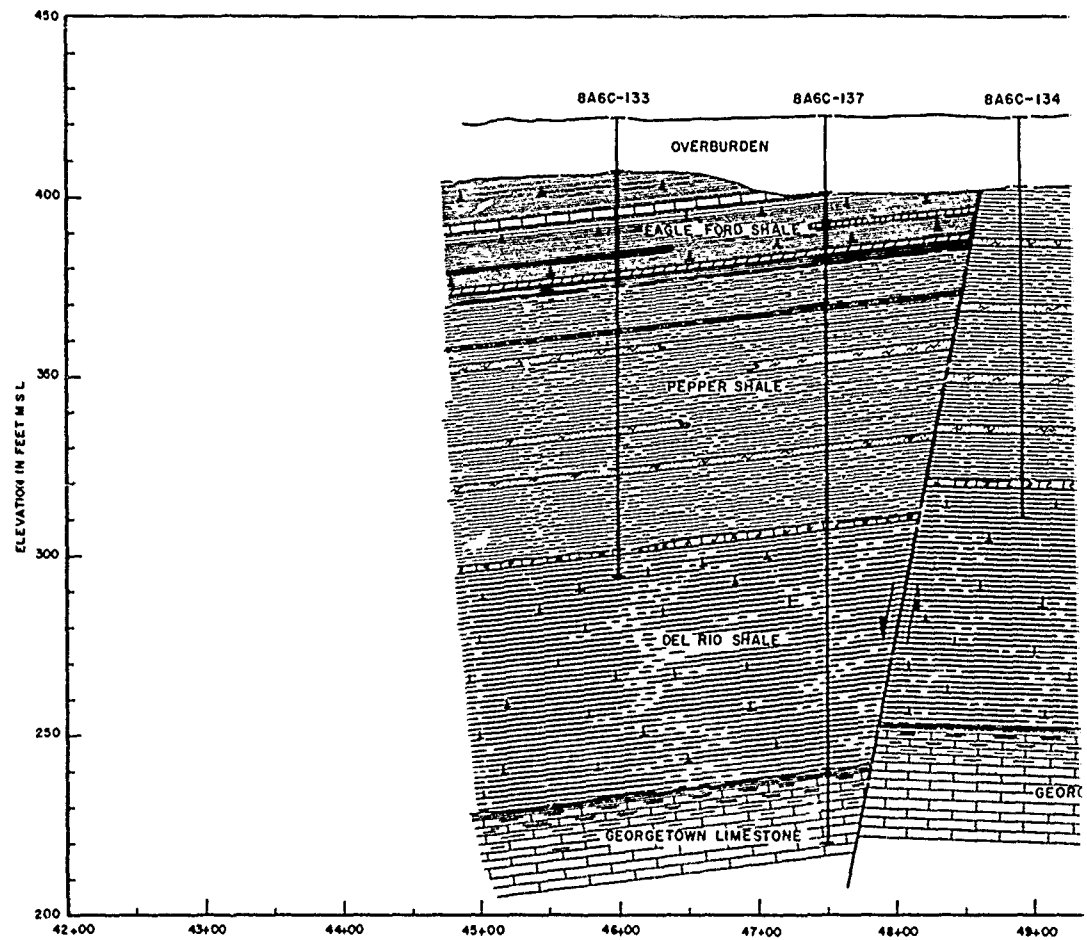 450
8A6C-133 8A6C-137 8A6C-134
OVERBURDEN
400
EAGLE FORD SHALE
350
PEPPER SHALE
ELEVATION IN FEET M S L
300
DEL RIO SHALE
250
GEORG
GEORGETOWN LIMESTONE
200
42+00 43+00 44+00 45+00 46+00 47+00 48+00 49+00